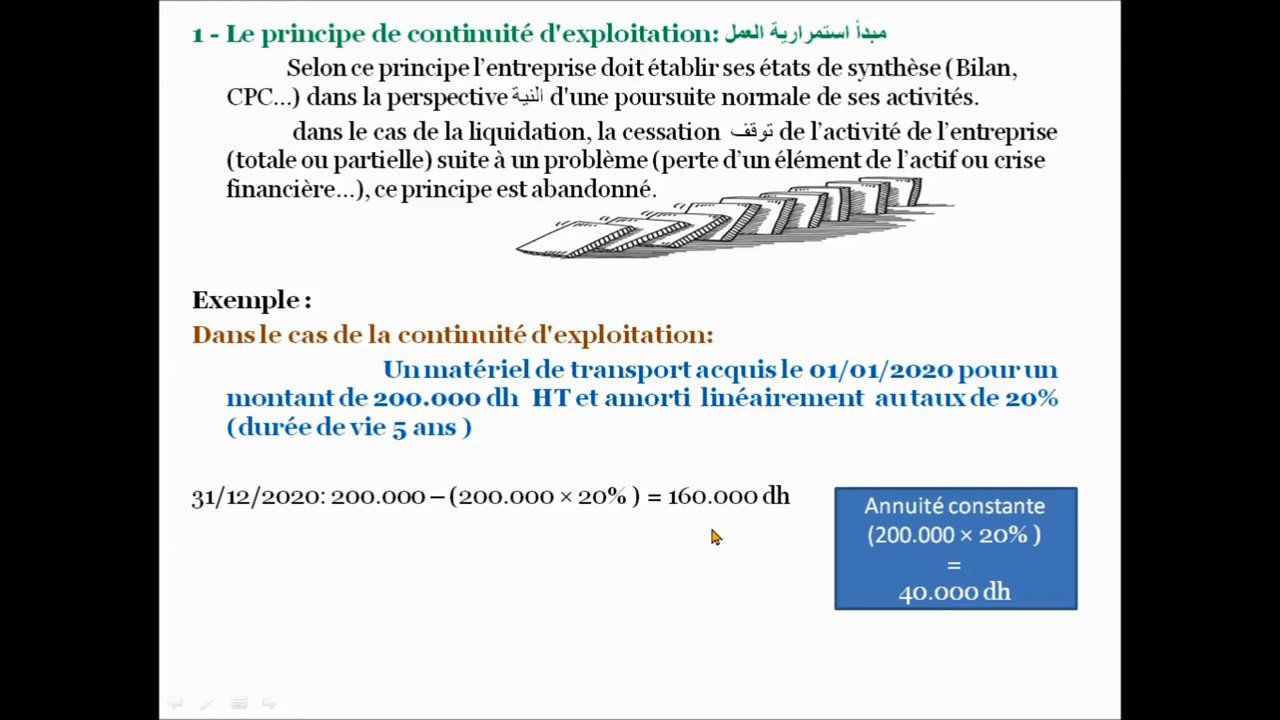 1 - Le principe de continuité d'exploitation: مبدأ استمرارية العمل
Selon ce principe l'entreprise doit établir ses états de synthèse (Bilan,
CPC...) dans la perspective النية d'une poursuite normale de ses activités.
dans le cas de la liquidation, la cessation توقف de l'activité de l'entreprise
(totale ou partielle) suite à un problème (perte d'un élément de l'actif ou crise
financière...), ce principe est abandonné.
Exemple :
Dans le cas de la continuité d'exploitation:
Un matériel de transport acquis le 01/01/2020 pour un
montant de 200.000 dh HT et amorti linéairement au taux de 20%
(durée de vie 5 ans )
31/12/2020: 200.000 – (200.000 × 20% ) = 160.000 dh
Annuité constante
(200.000 × 20% )
=
40.000 dh